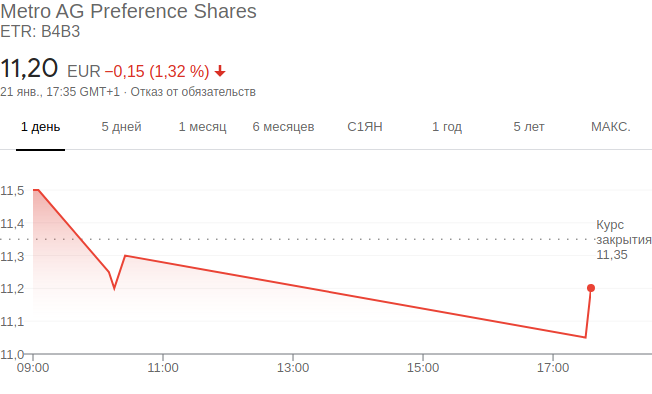 Metro AG Preference Shares
ETR: B4B3
11,20 EUR −0,15 (1,32 %)
21 янв., 17:35 GMT+1 · Отказ от обязательств
1 день 5 дней 1 месяц 6 месяцев С1ЯН 1 год 5 лет МАКС.
11,5
11,4
Курс
закрытия
11,35
11,3
11,2
11,1
11,0
09:00 11:00 13:00 15:00 17:00